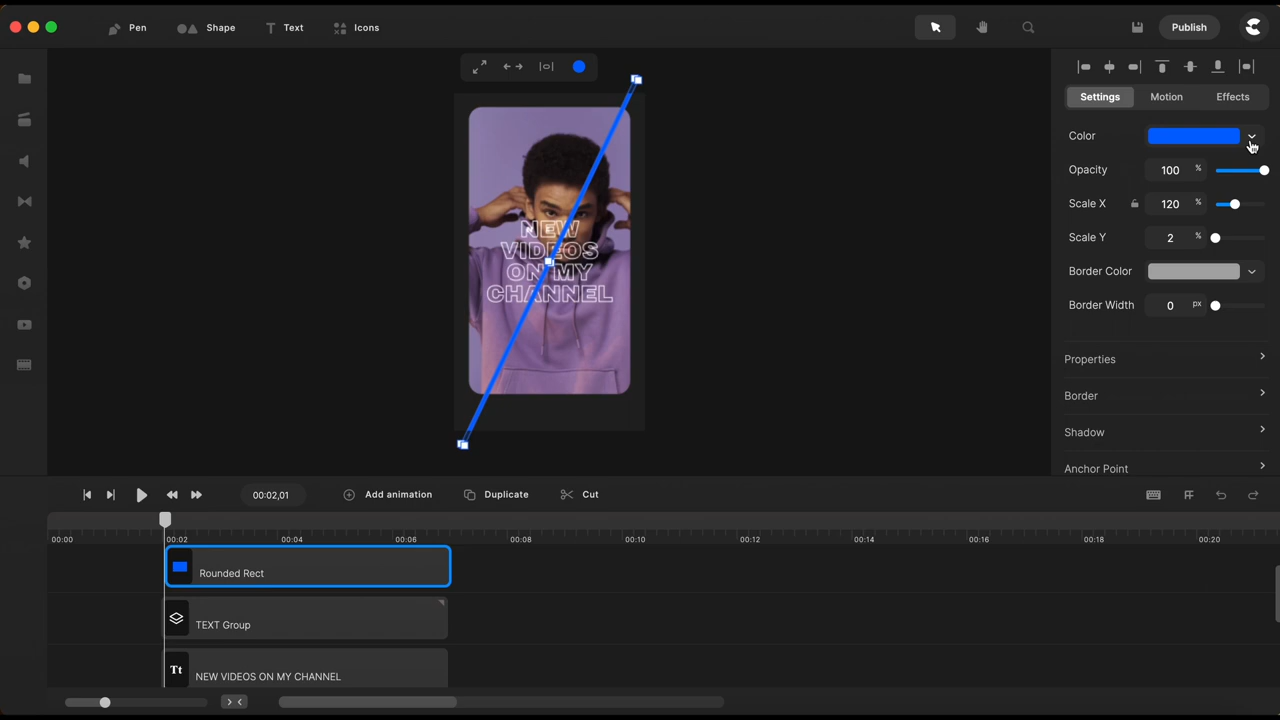 Pen
Shape
Text
Icons
Publish
Settings
Motion
Effects
Color
Opacity
100 %
Scale X
120 %
Scale Y
2 %
Border Color
Border Width
0 px
Properties
Border
Shadow
Anchor Point
NEW
VIDEOS
ON MY
CHANNEL
00:02,01
Add animation
Duplicate
Cut
00:00
00:02
00:04
00:06
00:08
00:10
00:12
00:14
00:16
00:18
00:20
Rounded Rect
TEXT Group
Tt
NEW VIDEOS ON MY CHANNEL